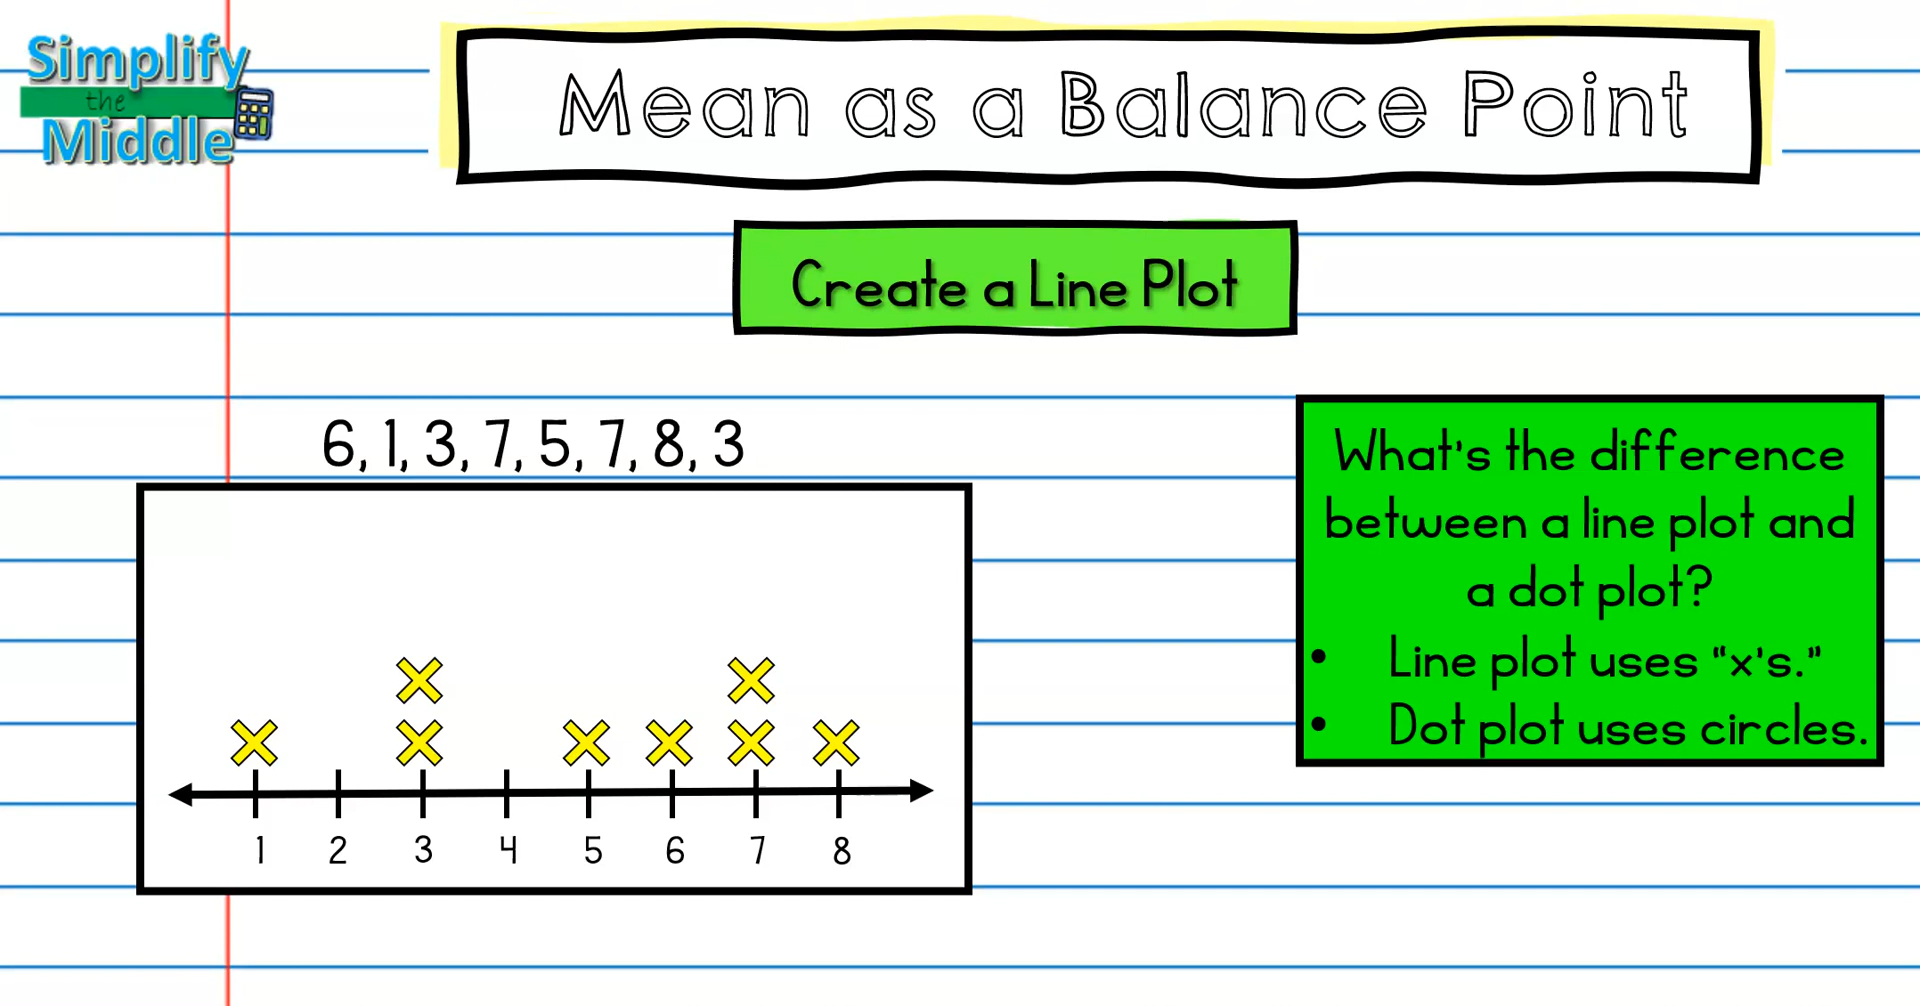 Simplify
the
Middle
Mean as a Balance Point
Create a Line Plot
6, 1, 3, 7, 5, 7, 8, 3
1 2 3 4 5 6 7 8
What's the difference
between a line plot and
a dot plot?
• Line plot uses “x's.”
• Dot plot uses circles.